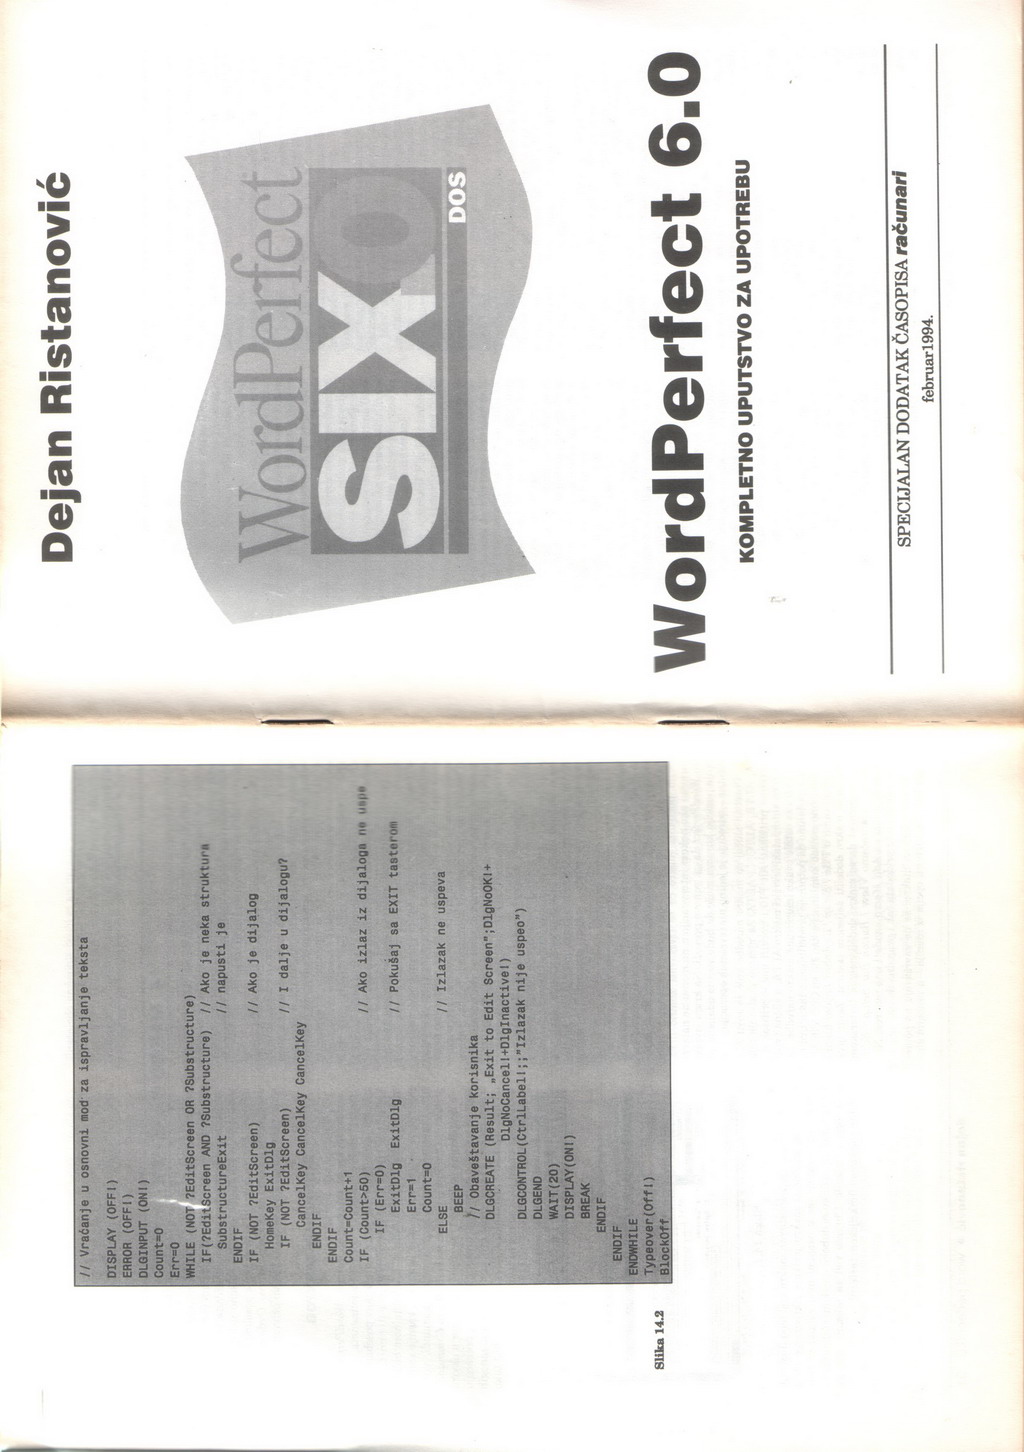 // Vraćanje u osnovni mod za ispravljanje teksta
DISPLAY (OFF!)
ERROR (OFF!)
DLGINPUT (ON!)
Count=0
Err=0
WHILE (NOT ?EditScreen OR ?Substructure)
IF(?EditScreen AND ?Substructure) // Ako je neka struktura
SubstructureExit // napusti je
ENDIF
IF (NOT ?EditScreen) // Ako je dijalog
HomeKey ExitDlg
IF (NOT ?EditScreen) // I dalje u dijalogu?
CancelKey CancelKey CancelKey
ENDIF
ENDIF
Count=Count+1
IF (Count>50) // Ako izlaz iz dijaloga ne uspe
IF (Err=0)
ExitDlg ExitDlg // Pokušaj sa EXIT tasterom
Err=1
Count=0
ELSE // Izlazak ne uspeva
BEEP
// Obaveštavanje korisnika
DLGCREATE (Result; „Exit to Edit Screen";DlgNoOK!+
DlgNoCancel!+DlgInactive!)
DLGCONTROL(CtrlLabel!;;"Izlazak nije uspeo")
DLGEND
WAIT(20)
DISPLAY(ON!)
BREAK
ENDIF
ENDIF
ENDWHILE
Typeover(Off!)
BlockOff
Slika 14.2
Dejan Ristanović
WordPerfect
SIX
DOS
WordPerfect 6.0
KOMPLETNO UPUTSTVO ZA UPOTREBU
SPECIJALAN DODATAK ČASOPISA računari
februar1994.